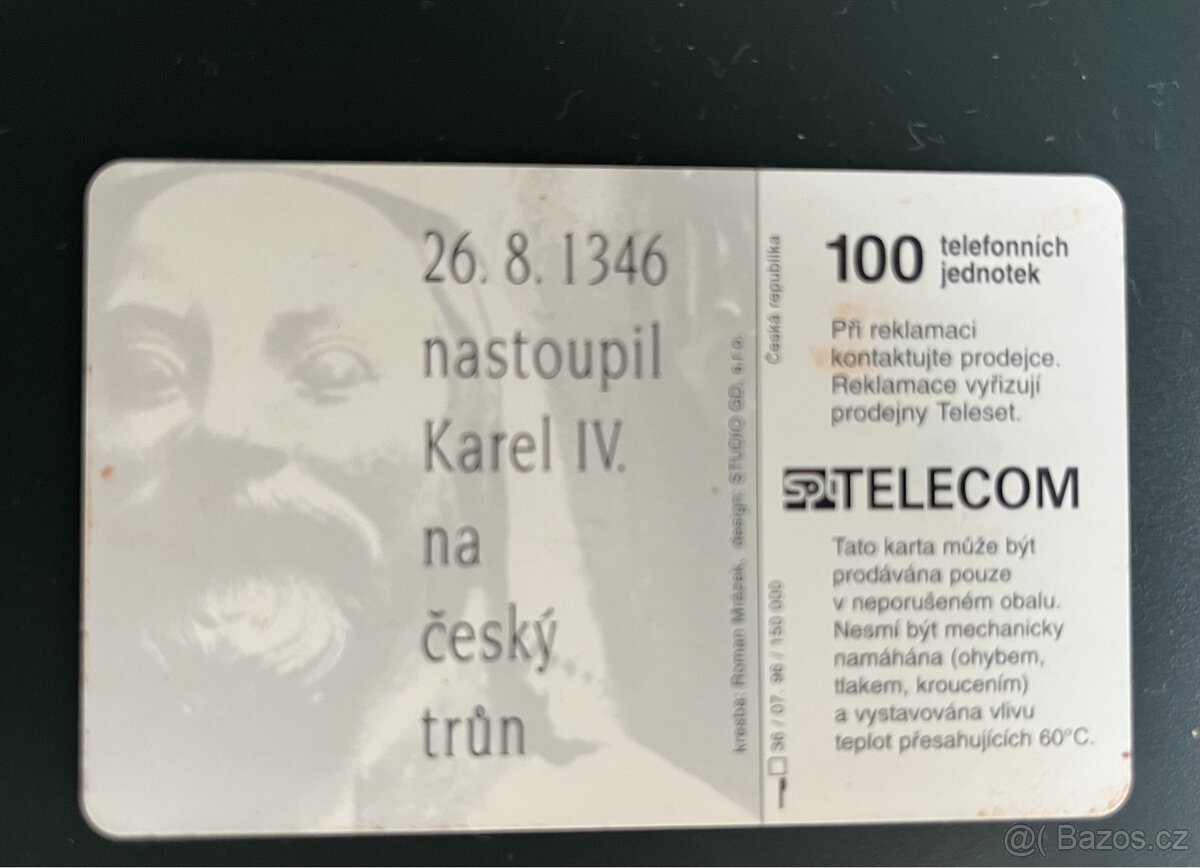 26. 8. 1346
nastoupil
Karel IV.
na
český
trůn
kresba: Roman Mrázek, design: STUDIO GD, s.r.o.
Česká republika
36 / 07. 96 / 150 000
100 telefonních
jednotek
Při reklamaci
kontaktujte prodejce.
Reklamace vyřizují
prodejny Teleset.
SPT TELECOM
Tato karta může být
prodávána pouze
v neporušeném obalu.
Nesmí být mechanicky
namáhána (ohybem,
tlakem, kroucením)
a vystavována vlivu
teplot přesahujících 60°C.
@( Bazos.cz